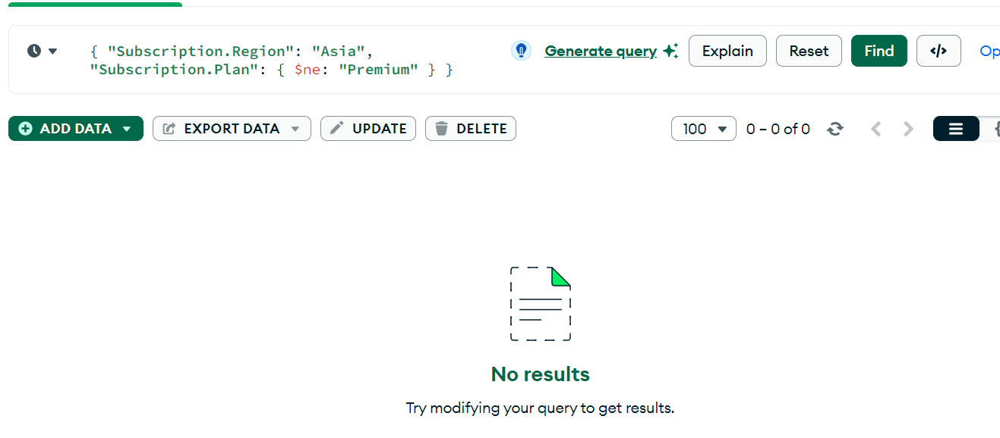 { "Subscription.Region": "Asia",
"Subscription.Plan": { $ne: "Premium" } }
Generate query
Explain
Reset
Find
</>
Op
ADD DATA
EXPORT DATA
UPDATE
DELETE
100
0 – 0 of 0
{
No results
Try modifying your query to get results.